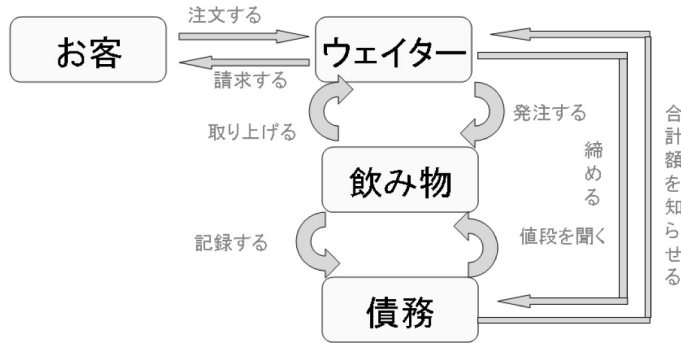 注文する
お客
ウェイター
請求する
取り上げる
発注する
締める
合計額を知らせる
飲み物
記録する
値段を聞く
債務